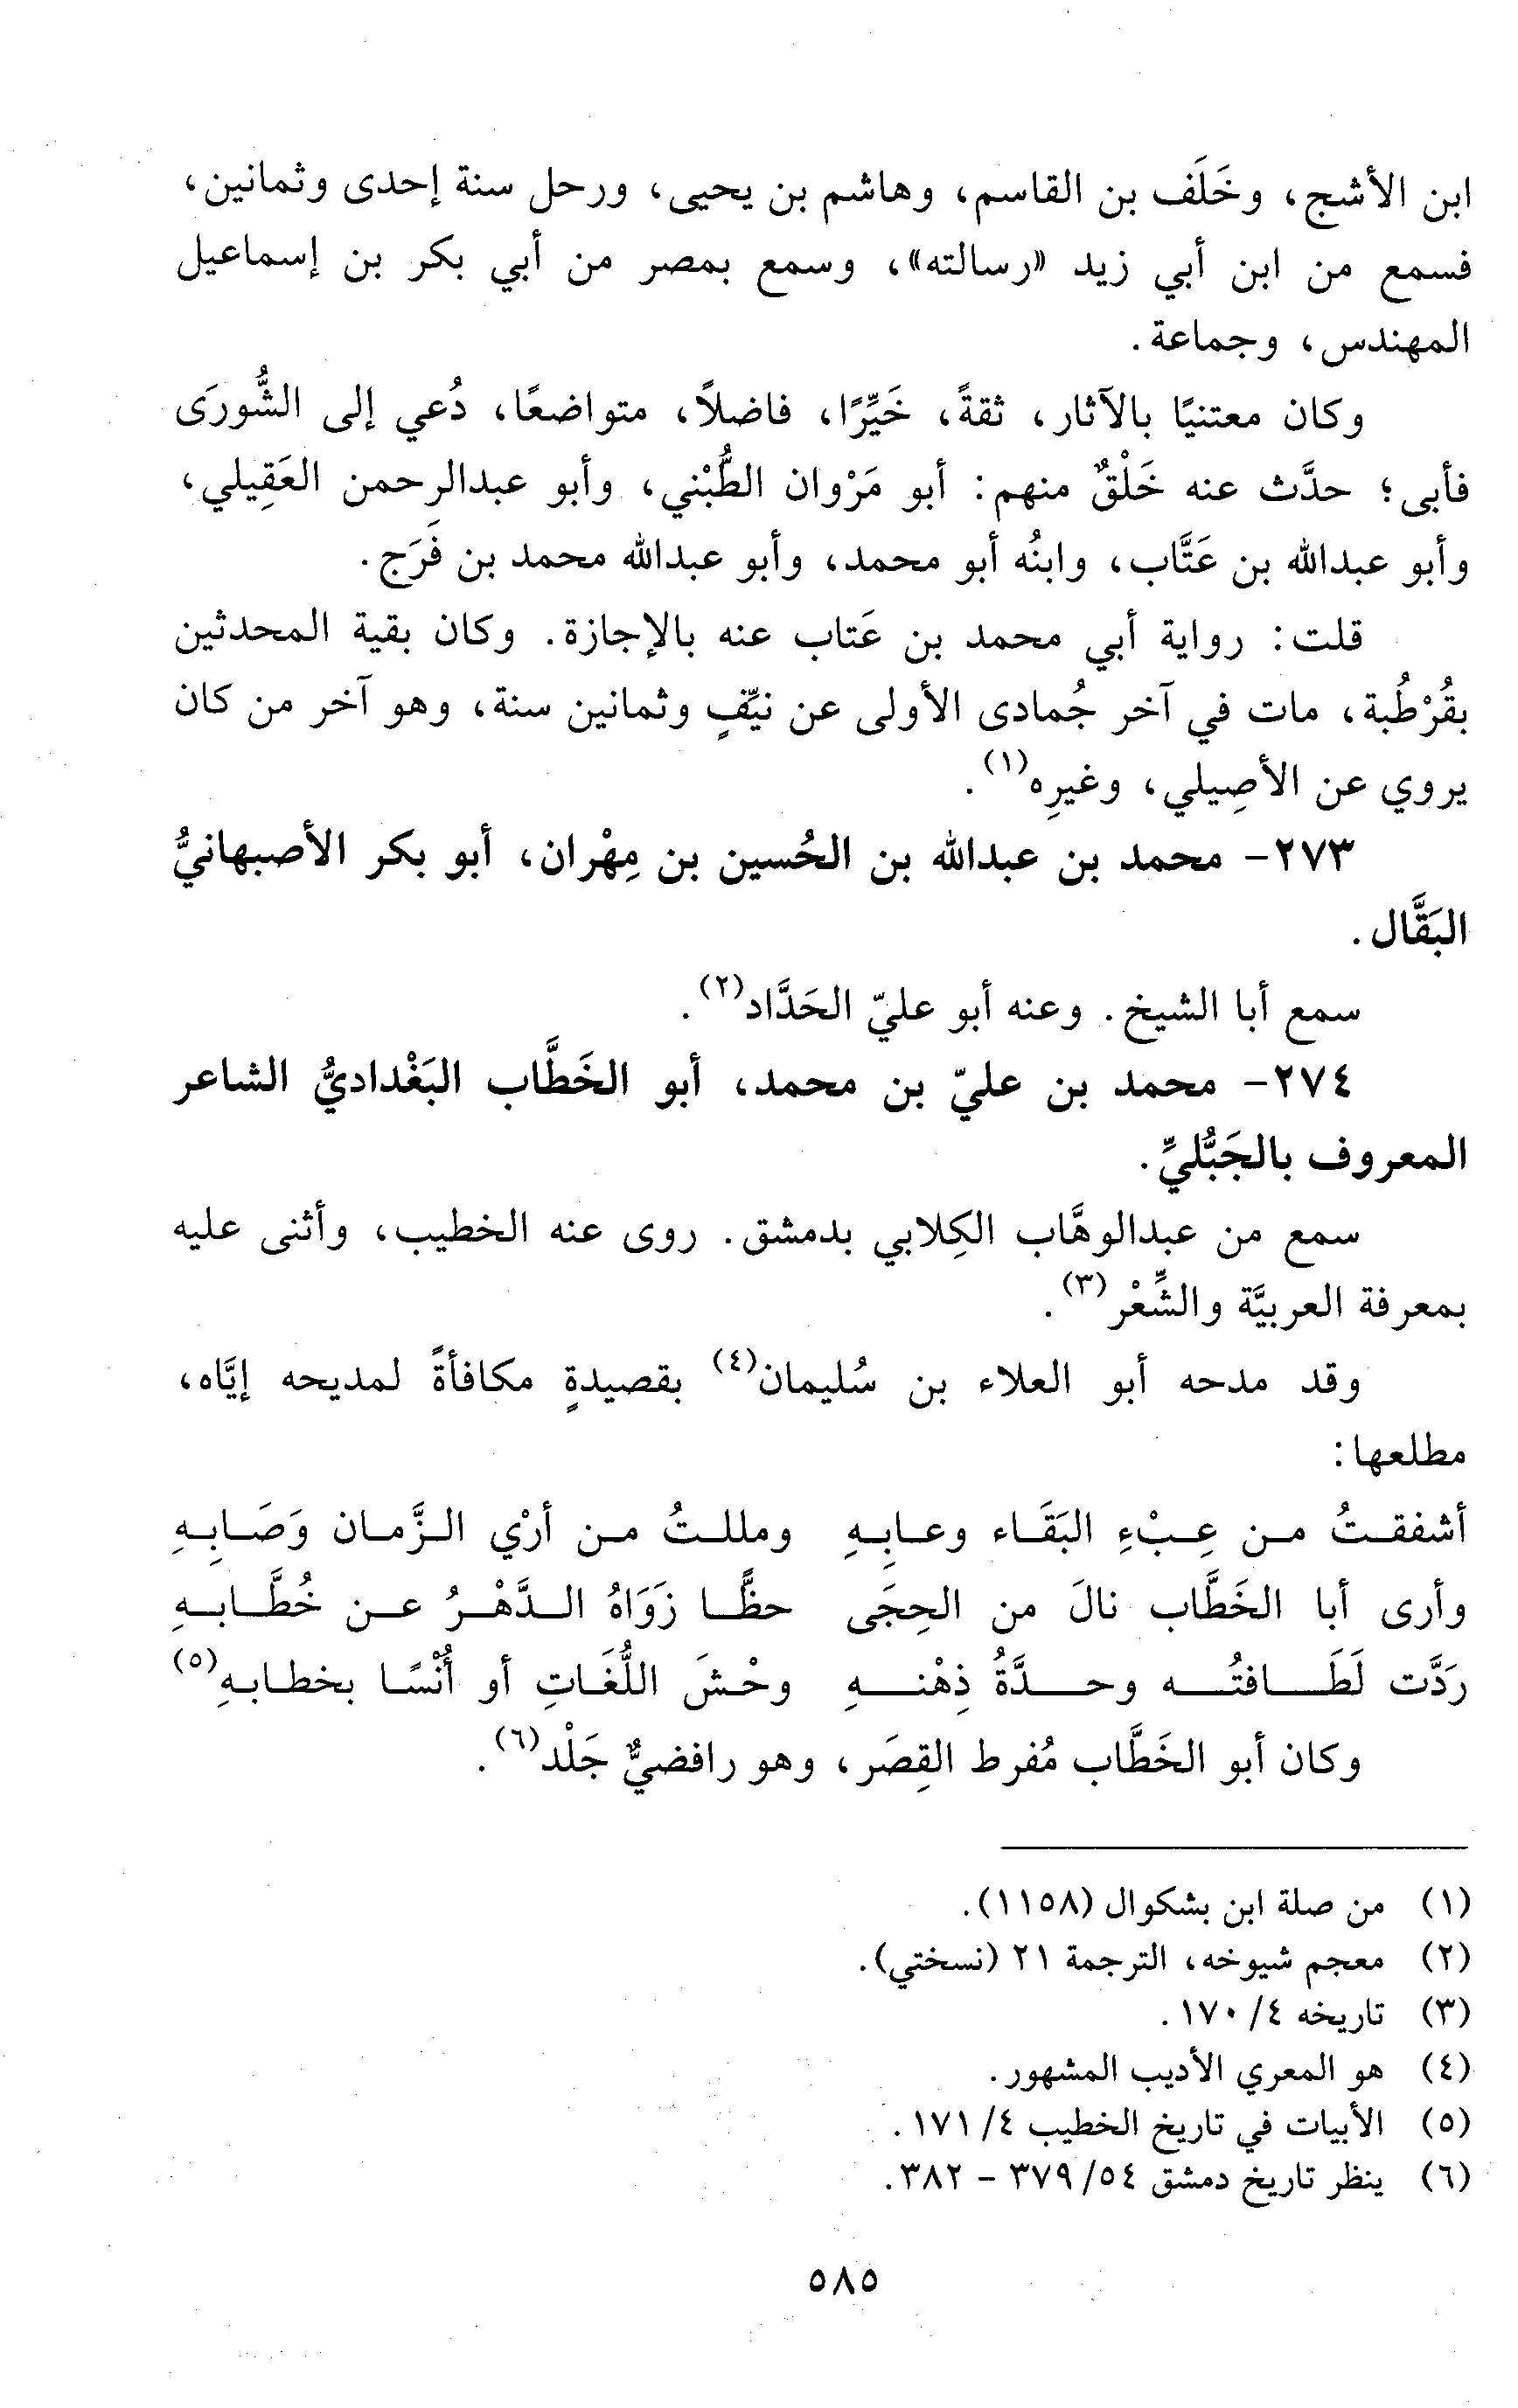 ابن الأشج، وخَلَف بن القاسم، وهاشم بن يحيى، ورحل سنة إحدى وثمانين،
فسمع من ابن أبي زيد «رسالته»، وسمع بمصر من أبي بكر بن إسماعيل
المهندس، وجماعة.
وكان معتنيًا بالآثار، ثقةً، خَيِّرًا، فاضلاً، متواضعًا، دُعي إلى الشُّورَى
فأبى؛ حدَّث عنه خَلْقٌ منهم: أبو مَرْوان الطُّبْني، وأبو عبدالرحمن العَقِيلي،
وأبو عبدالله بن عَتَّاب، وابنُه أبو محمد، وأبو عبدالله محمد بن فَرَج.
قلت: رواية أبي محمد بن عَتاب عنه بالإجازة. وكان بقية المحدثين
بقُرْطُبة، مات في آخر جُمادى الأولى عن نيِّفٍ وثمانين سنة، وهو آخر من كان
يروي عن الأصِيلي، وغيرِه(١).
٢٧٣- محمد بن عبدالله بن الحُسين بن مِهْران، أبو بكر الأصبهانيُّ
البَقَّال.
سمع أبا الشيخ. وعنه أبو عليّ الحَدَّاد(٢).
٢٧٤- محمد بن عليّ بن محمد، أبو الخَطَّاب البَغْداديُّ الشاعر
المعروف بالجَبُّليِّ.
سمع من عبدالوهَّاب الكِلابي بدمشق. روى عنه الخطيب، وأثنى عليه
بمعرفة العربيَّة والشِّعْر(٣).
وقد مدحه أبو العلاء بن سُليمان(٤) بقصيدةٍ مكافأةً لمديحه إيَّاه،
مطلعها:
أشفقتُ من عِبْءِ البَقَاء وعابِهِ ومللتُ من أرْي الزَّمان وَصَابِهِ
وأرى أبا الخَطَّاب نالَ من الحِجَى حظًّا زَوَاهُ الدَّهْرُ عن خُطَّابهِ
رَدَّت لَطَافتُه وحدَّةُ ذِهْنهِ وحْشَ اللُّغَاتِ أو أُنْسًا بخطابهِ(٥)
وكان أبو الخَطَّاب مُفرط القِصَر، وهو رافضيٌّ جَلْد(٦).
(١) من صلة ابن بشكوال (١١٥٨).
(٢) معجم شيوخه، الترجمة ٢١ (نسختي).
(٣) تاريخه ٤/ ١٧٠.
(٤) هو المعري الأديب المشهور.
(٥) الأبيات في تاريخ الخطيب ٤/ ١٧١.
(٦) ينظر تاريخ دمشق ٥٤/ ٣٧٩ - ٣٨٢.
٥٨٥